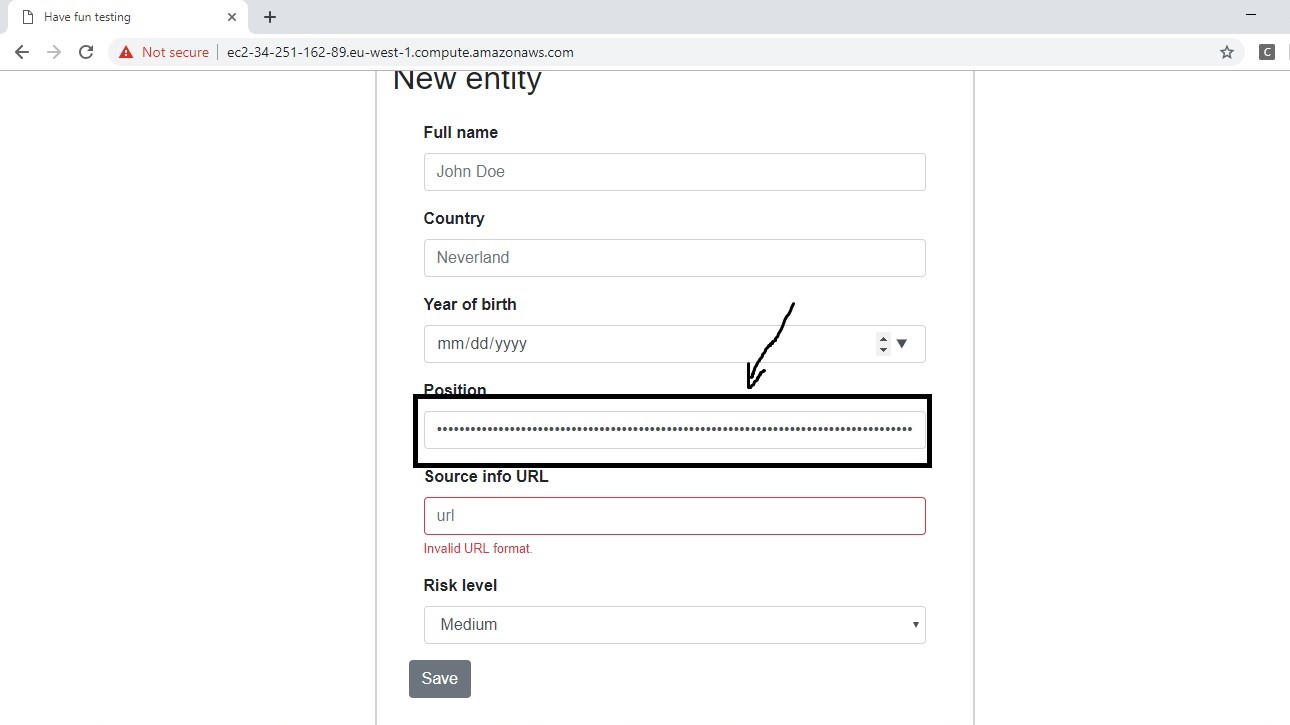 Have fun testing
Not secure ec2-34-251-162-89.eu-west-1.compute.amazonaws.com
C
New entity
Full name
John Doe
Country
Neverland
Year of birth
mm/dd/yyyy
Position
Source info URL
url
Invalid URL format.
Risk level
Medium
Save